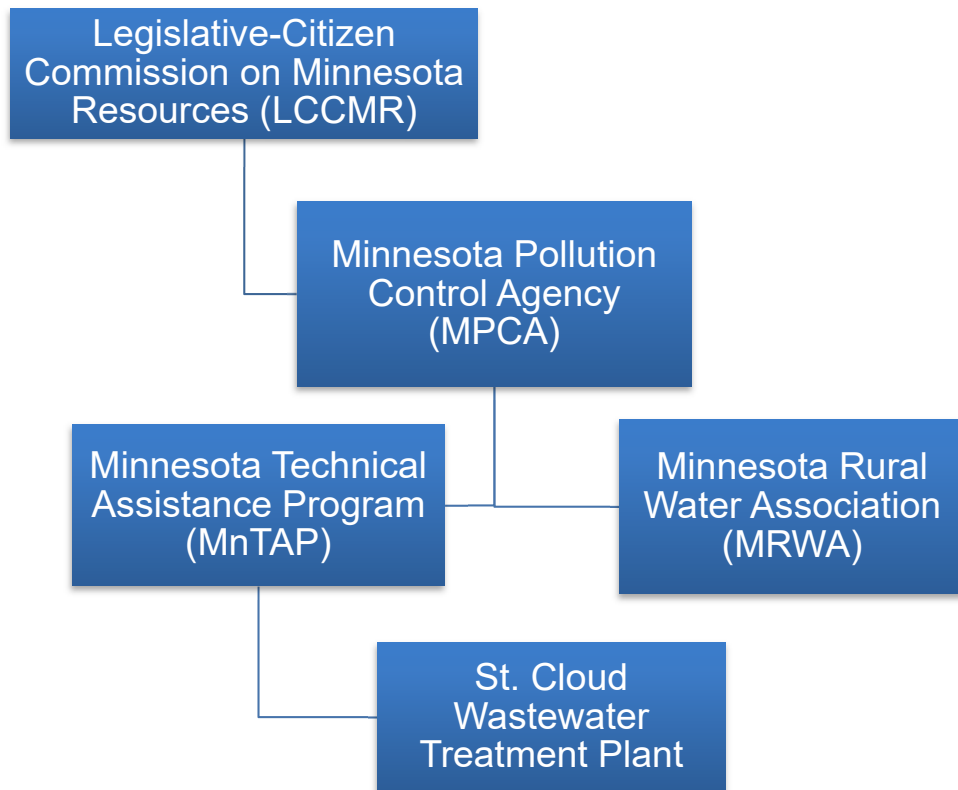 Legislative-Citizen
Commission on Minnesota
Resources (LCCMR)
Minnesota Pollution
Control Agency
(MPCA)
Minnesota Technical
Assistance Program
(MnTAP)
Minnesota Rural
Water Association
(MRWA)
St. Cloud
Wastewater
Treatment Plant